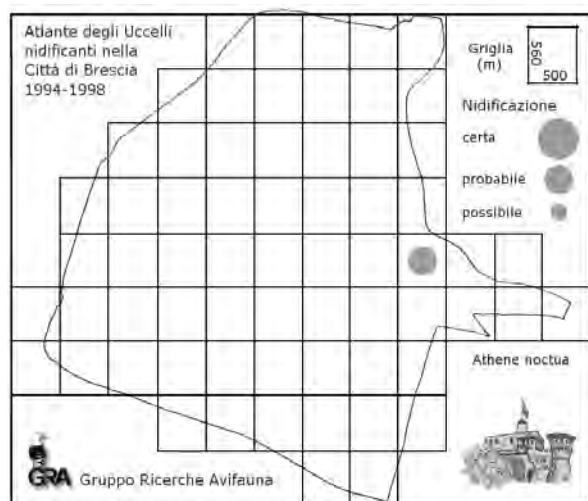 Atlante degli Uccelli
nidificanti nella
Città di Brescia
1994-1998
Griglia
(m)
560
500
Nidificazione
certa
probabile
possibile
Athene noctua
GRA Gruppo Ricerche Avifauna